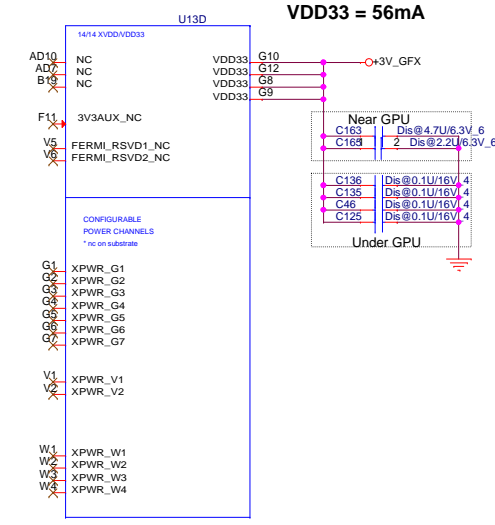 U13D
VDD33 = 56mA
14/14 XVDD/VDD33
AD10 NC VDD33 G10 +3V_GFX
AD7 NC VDD33 G12
B19 NC VDD33 G8
VDD33 G9
F11 3V3AUX_NC
Near GPU
C163 Dis@4.7U/6.3V_6
C165 1 2 Dis@2.2U/6.3V_6
V5 FERMI_RSVD1_NC
V6 FERMI_RSVD2_NC
C136 Dis@0.1U/16V_4
C135 Dis@0.1U/16V_4
C46 Dis@0.1U/16V_4
C125 Dis@0.1U/16V_4
Under GPU
CONFIGURABLE
POWER CHANNELS
* nc on substrate
G1 XPWR_G1
G2 XPWR_G2
G3 XPWR_G3
G4 XPWR_G4
G5 XPWR_G5
G6 XPWR_G6
G7 XPWR_G7
V1 XPWR_V1
V2 XPWR_V2
W1 XPWR_W1
W2 XPWR_W2
W3 XPWR_W3
W4 XPWR_W4